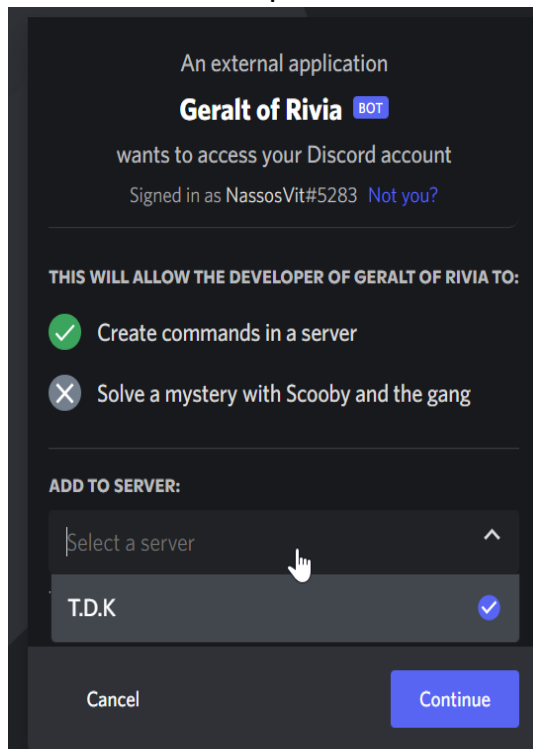 An external application
Geralt of Rivia BOT
wants to access your Discord account
Signed in as NassosVit#5283 Not you?
THIS WILL ALLOW THE DEVELOPER OF GERALT OF RIVIA TO:
Create commands in a server
Solve a mystery with Scooby and the gang
ADD TO SERVER:
Select a server
T.D.K
Cancel
Continue